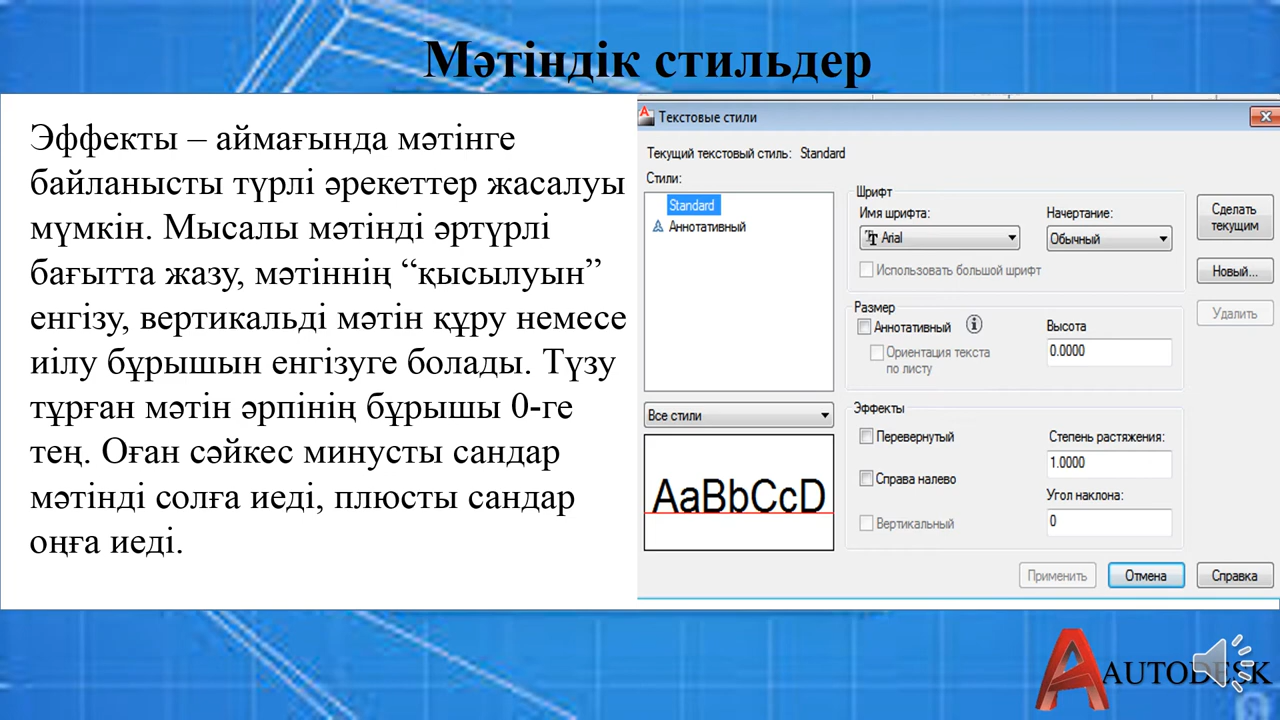 Мәтіндік стильдер
Эффекты – аймағында мәтінге
байланысты түрлі әрекеттер жасалуы
мүмкін. Мысалы мәтінді әртүрлі
бағытта жазу, мәтіннің “қысылуын”
енгізу, вертикальді мәтін құру немесе
иілу бұрышын енгізуге болады. Түзу
тұрған мәтін әрпінің бұрышы 0-ге
тең. Оған сәйкес минусты сандар
мәтінді солға иеді, плюсты сандар
оңға иеді.
Текстовые стили
Текущий текстовый стиль: Standard
Стили:
Standard
Аннотативный
Все стили
AaBbCcD
Шрифт
Имя шрифта:
Начертание:
Arial
Обычный
Использовать большой шрифт
Размер
Аннотативный
Ориентация текста
по листу
Высота
0.0000
Эффекты
Перевернутый
Справа налево
Вертикальный
Степень растяжения:
1.0000
Угол наклона:
0
Сделать
текущим
Новый...
Удалить
Применить
Отмена
Справка
AUTODESK